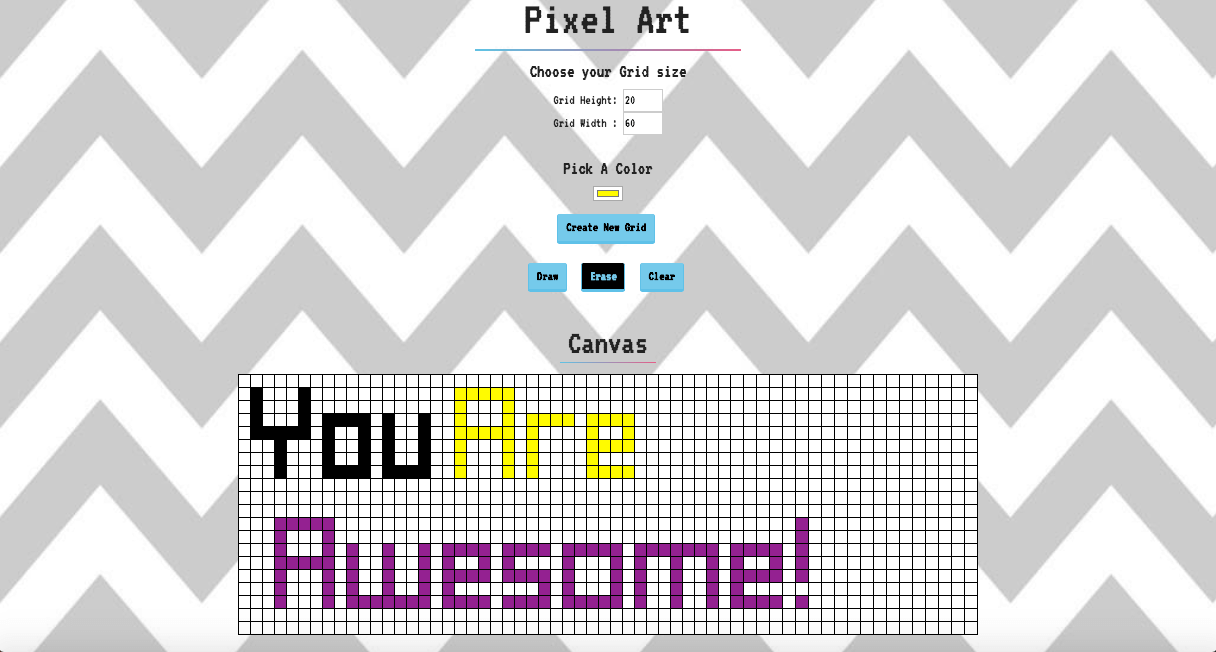 Pixel Art
Choose your Grid size
Grid Height: 20
Grid Width : 60
Pick A Color
Create New Grid
Draw Erase Clear
Canvas
You Are
Awesome!